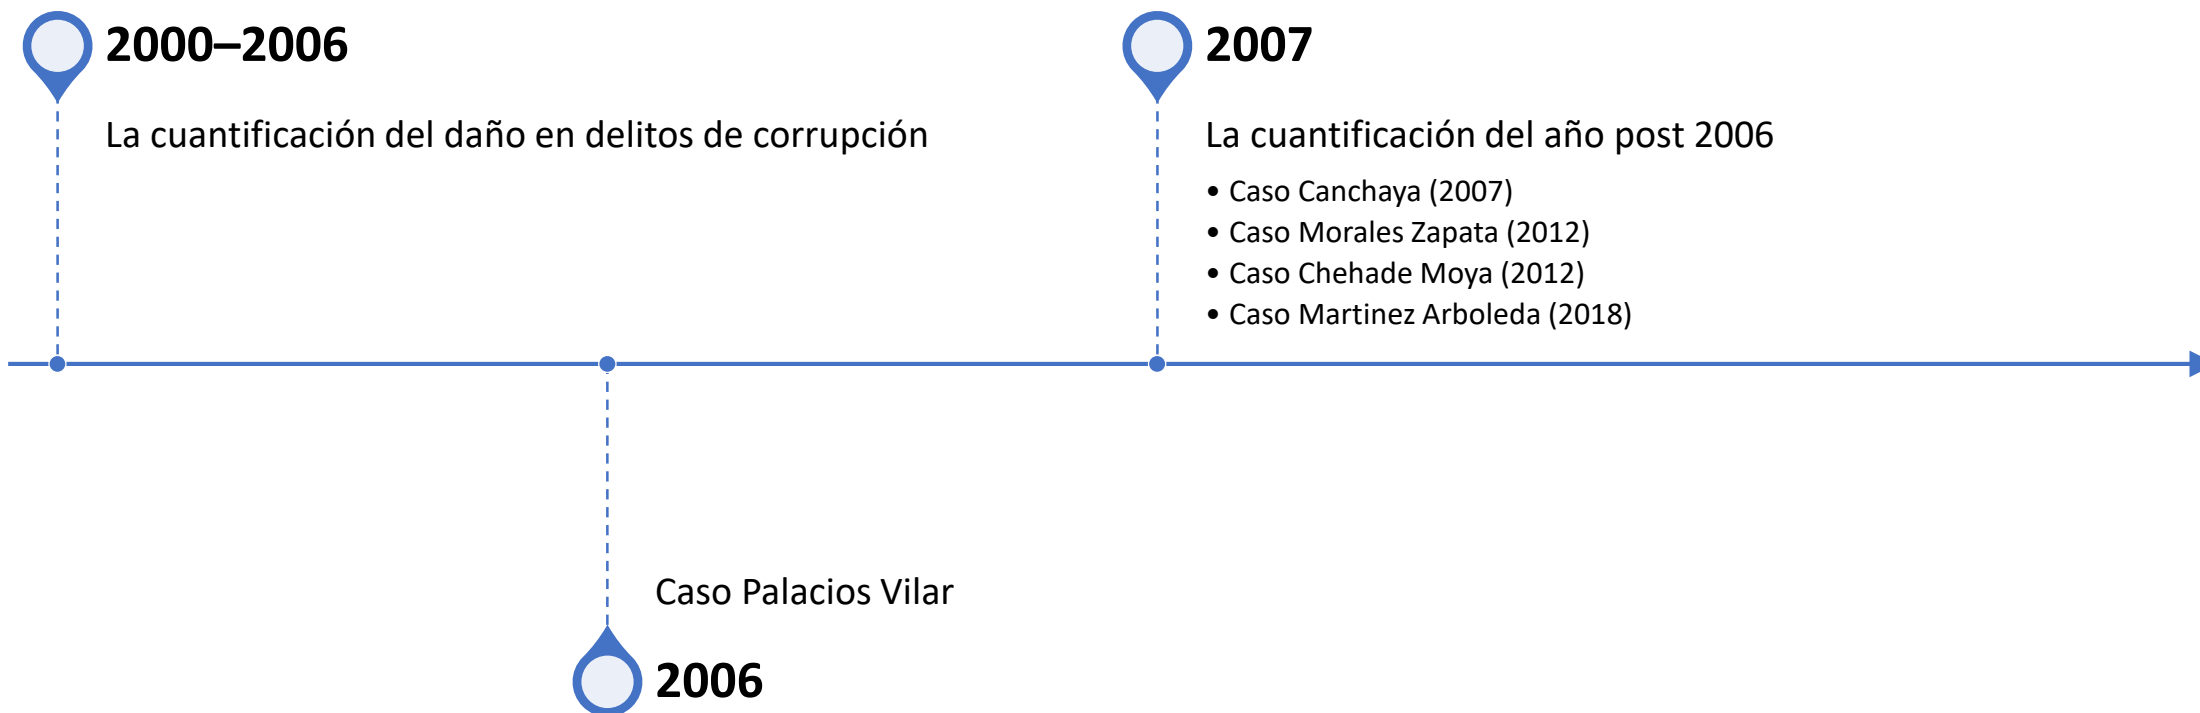 2000–2006
La cuantificación del daño en delitos de corrupción
2007
La cuantificación del año post 2006
• Caso Canchaya (2007)
• Caso Morales Zapata (2012)
• Caso Chehade Moya (2012)
• Caso Martinez Arboleda (2018)
Caso Palacios Vilar
2006